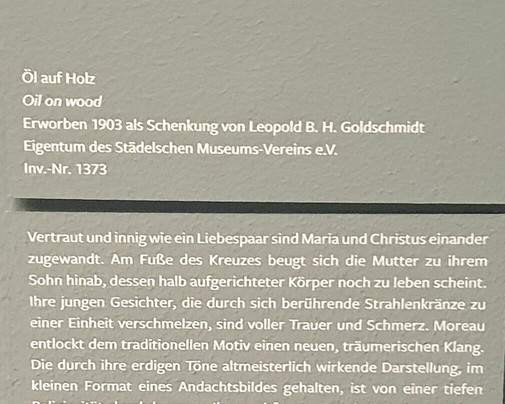 Öl auf Holz
Oil on wood
Erworben 1903 als Schenkung von Leopold B. H. Goldschmidt
Eigentum des Städelschen Museums-Vereins e.V.
Inv.-Nr. 1373
Vertraut und innig wie ein Liebespaar sind Maria und Christus einander
zugewandt. Am Fuße des Kreuzes beugt sich die Mutter zu ihrem
Sohn hinab, dessen halb aufgerichteter Körper noch zu leben scheint.
Ihre jungen Gesichter, die durch sich berührende Strahlenkränze zu
einer Einheit verschmelzen, sind voller Trauer und Schmerz. Moreau
entlockt dem traditionellen Motiv einen neuen, träumerischen Klang.
Die durch ihre erdigen Töne altmeisterlich wirkende Darstellung, im
kleinen Format eines Andachtsbildes gehalten, ist von einer tiefen